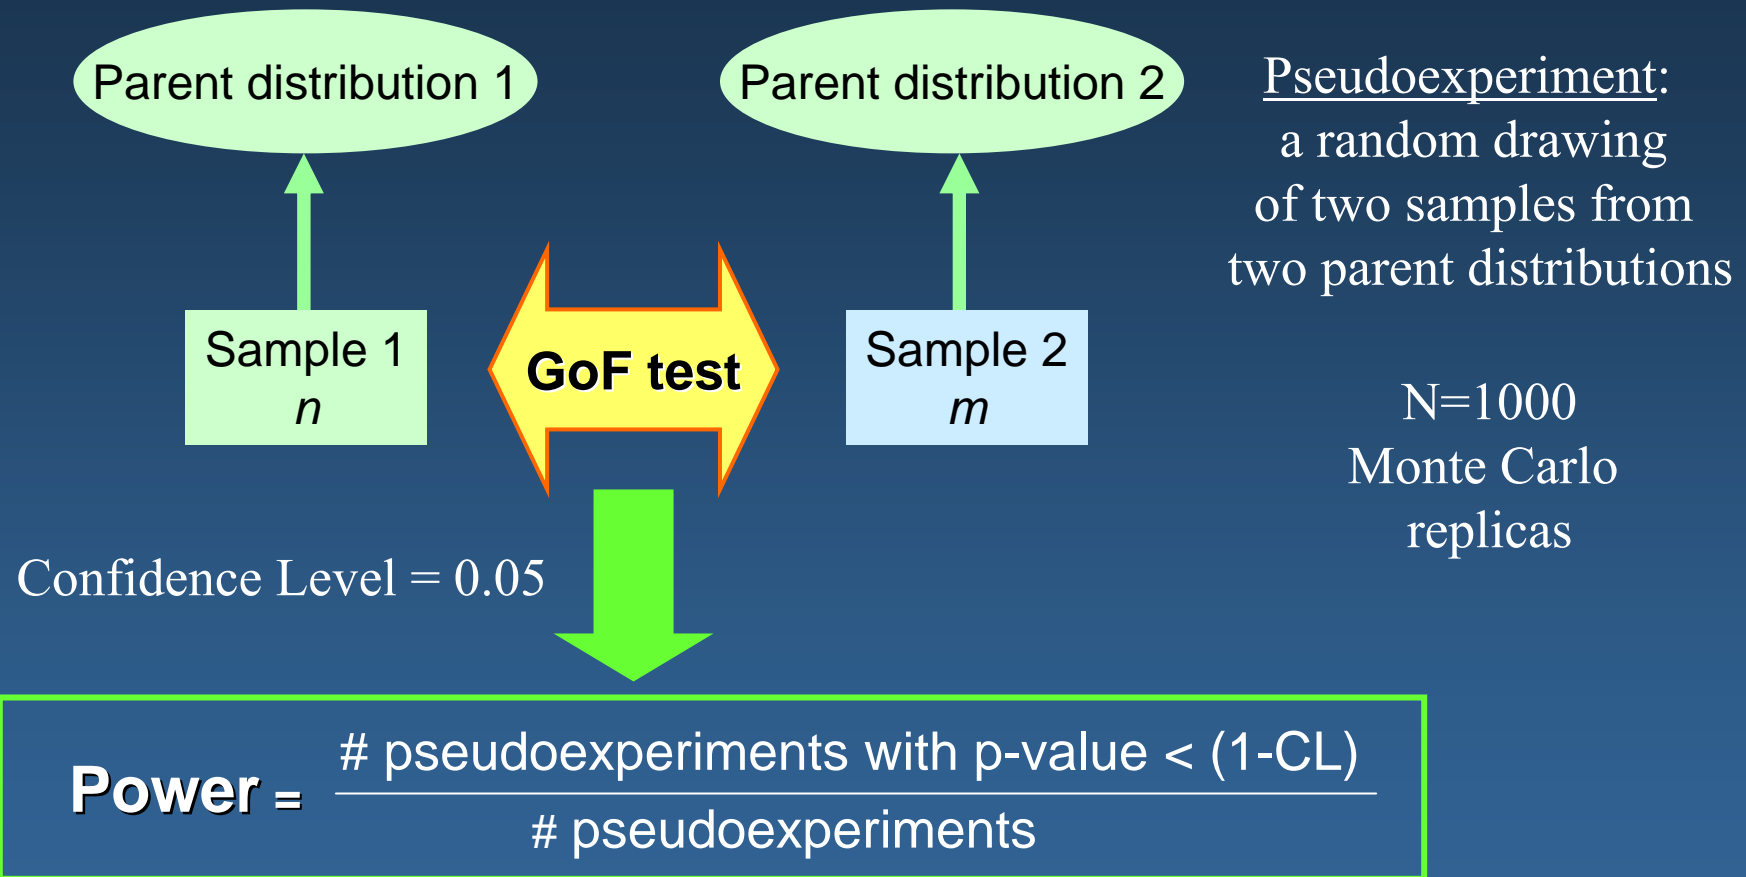 Parent distribution 1
Parent distribution 2
Pseudoexperiment:
a random drawing
of two samples from
two parent distributions
Sample 1
n
GoF test
Sample 2
m
N=1000
Monte Carlo
replicas
Confidence Level = 0.05
Power =
# pseudoexperiments with p-value < (1-CL)
# pseudoexperiments